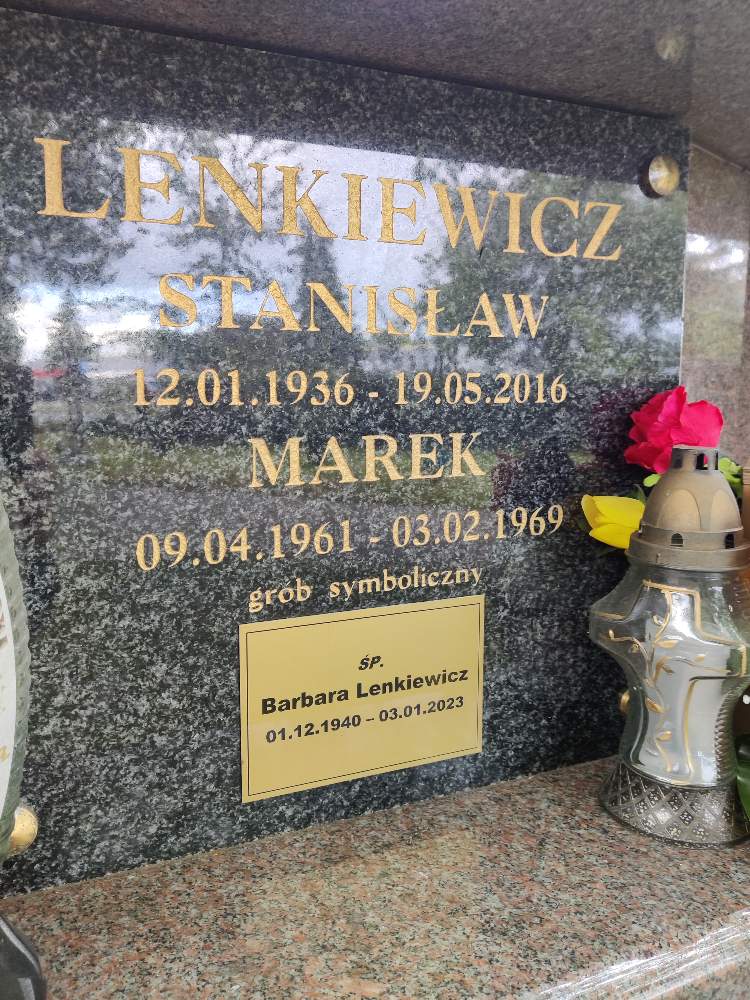 LENKIEWICZ
STANISŁAW
12.01.1936 - 19.05.2016
MAREK
09.04.1961 - 03.02.1969
grób symboliczny
ŚP.
Barbara Lenkiewicz
01.12.1940 – 03.01.2023